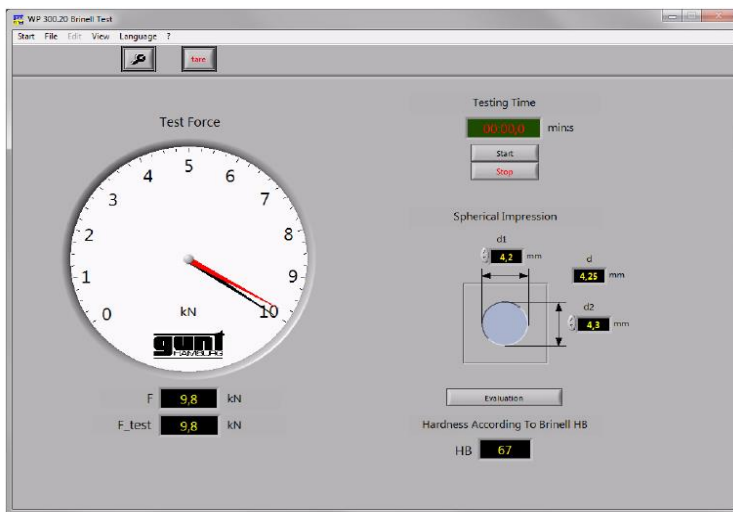 WP 300.20 Brinell Test
Start File Edit View Language ?
tare
Test Force
0 1 2 3 4 5 6 7 8 9 10
kN
gunt
HAMBURG
F 9,8 kN
F_test 9,8 kN
Testing Time
00:00,0 min:s
Start
Stop
Spherical Impression
d1
4,2 mm
d
4,25 mm
d2
4,3 mm
Evaluation
Hardness According To Brinell HB
HB 67